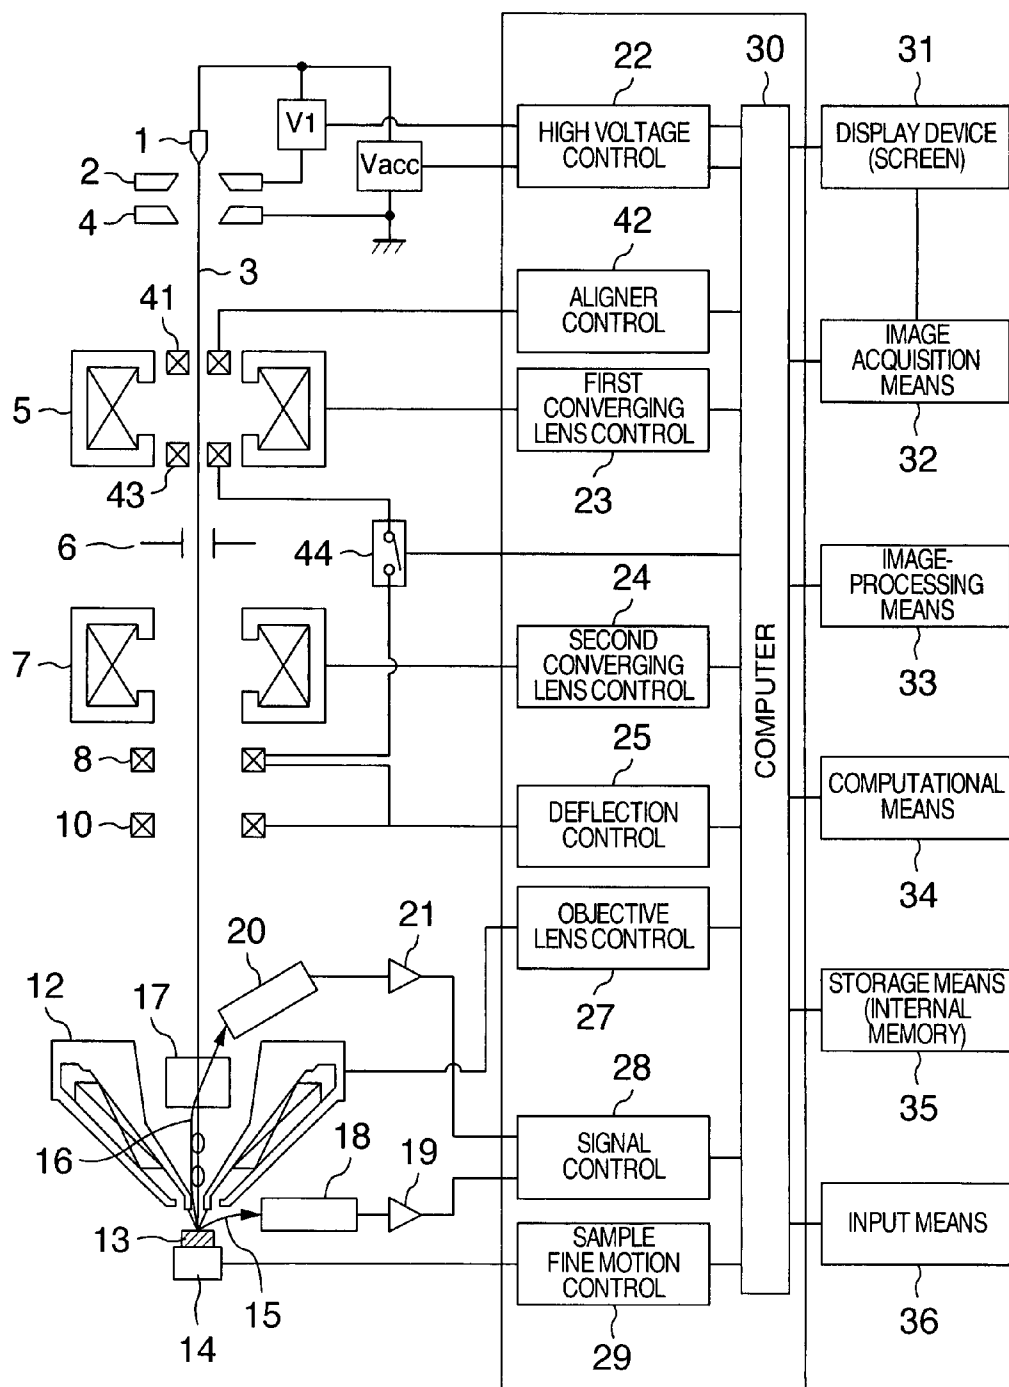 22
30
31
1
V1
Vacc
HIGH VOLTAGE
CONTROL
DISPLAY DEVICE
(SCREEN)
2
4
3
42
41
ALIGNER
CONTROL
IMAGE
ACQUISITION
MEANS
5
FIRST
CONVERGING
LENS CONTROL
32
43
23
6
44
24
IMAGE-
PROCESSING
MEANS
7
SECOND
CONVERGING
LENS CONTROL
33
COMPUTER
8
25
10
DEFLECTION
CONTROL
COMPUTATIONAL
MEANS
34
20
21
OBJECTIVE
LENS CONTROL
12
17
27
STORAGE MEANS
(INTERNAL
MEMORY)
28
35
16
18
19
SIGNAL
CONTROL
13
15
14
SAMPLE
FINE MOTION
CONTROL
INPUT MEANS
29
36